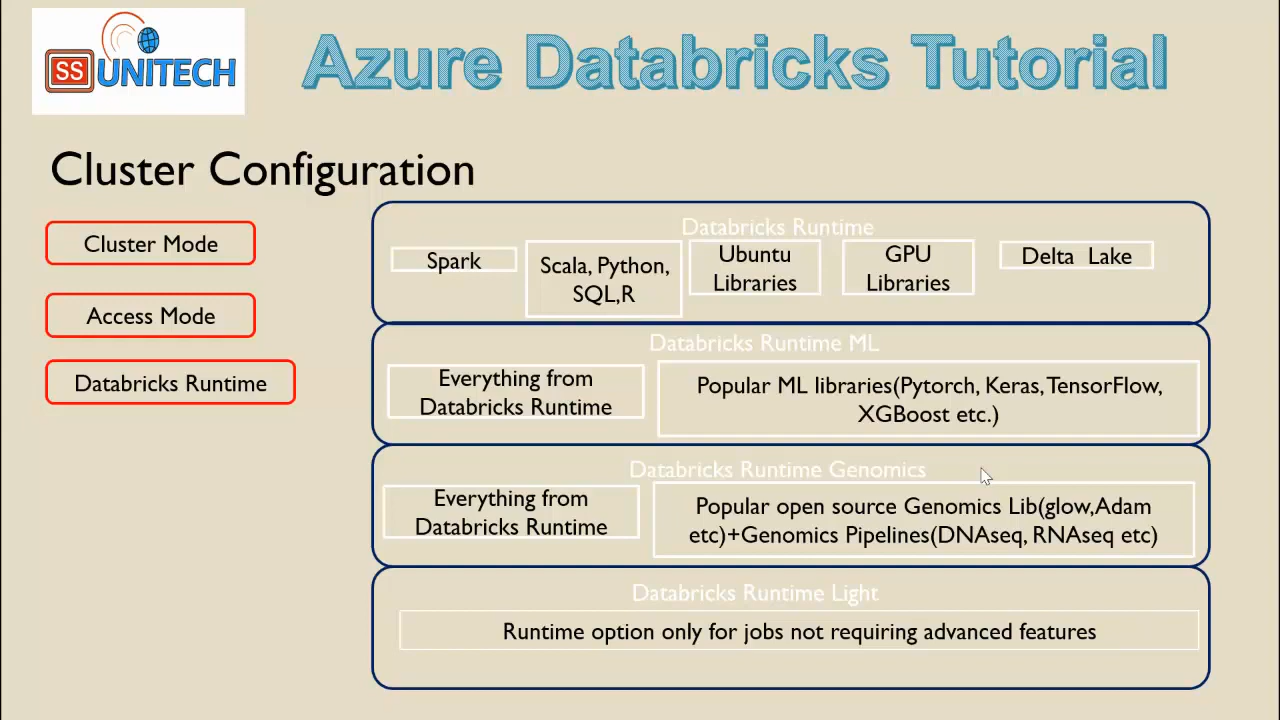 SS UNITECH
Azure Databricks Tutorial
Cluster Configuration
Cluster Mode
Access Mode
Databricks Runtime
Databricks Runtime
Spark
Scala, Python,
SQL,R
Ubuntu
Libraries
GPU
Libraries
Delta Lake
Databricks Runtime ML
Everything from
Databricks Runtime
Popular ML libraries(Pytorch, Keras,TensorFlow,
XGBoost etc.)
Databricks Runtime Genomics
Everything from
Databricks Runtime
Popular open source Genomics Lib(glow,Adam
etc)+Genomics Pipelines(DNAseq, RNAseq etc)
Databricks Runtime Light
Runtime option only for jobs not requiring advanced features